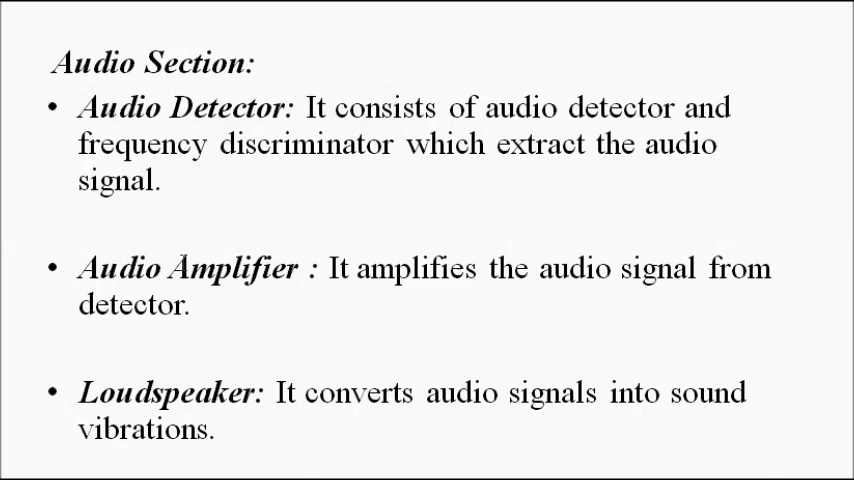 Audio Section:
• Audio Detector: It consists of audio detector and
frequency discriminator which extract the audio
signal.
• Audio Amplifier : It amplifies the audio signal from
detector.
• Loudspeaker: It converts audio signals into sound
vibrations.